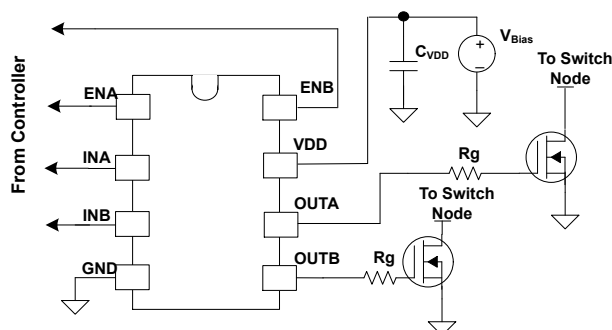 From Controller
ENA
INA
INB
GND
ENB
VDD
OUTA
OUTB
CVDD
VBias
+
−
To Switch
Node
Rg
To Switch
Node
Rg